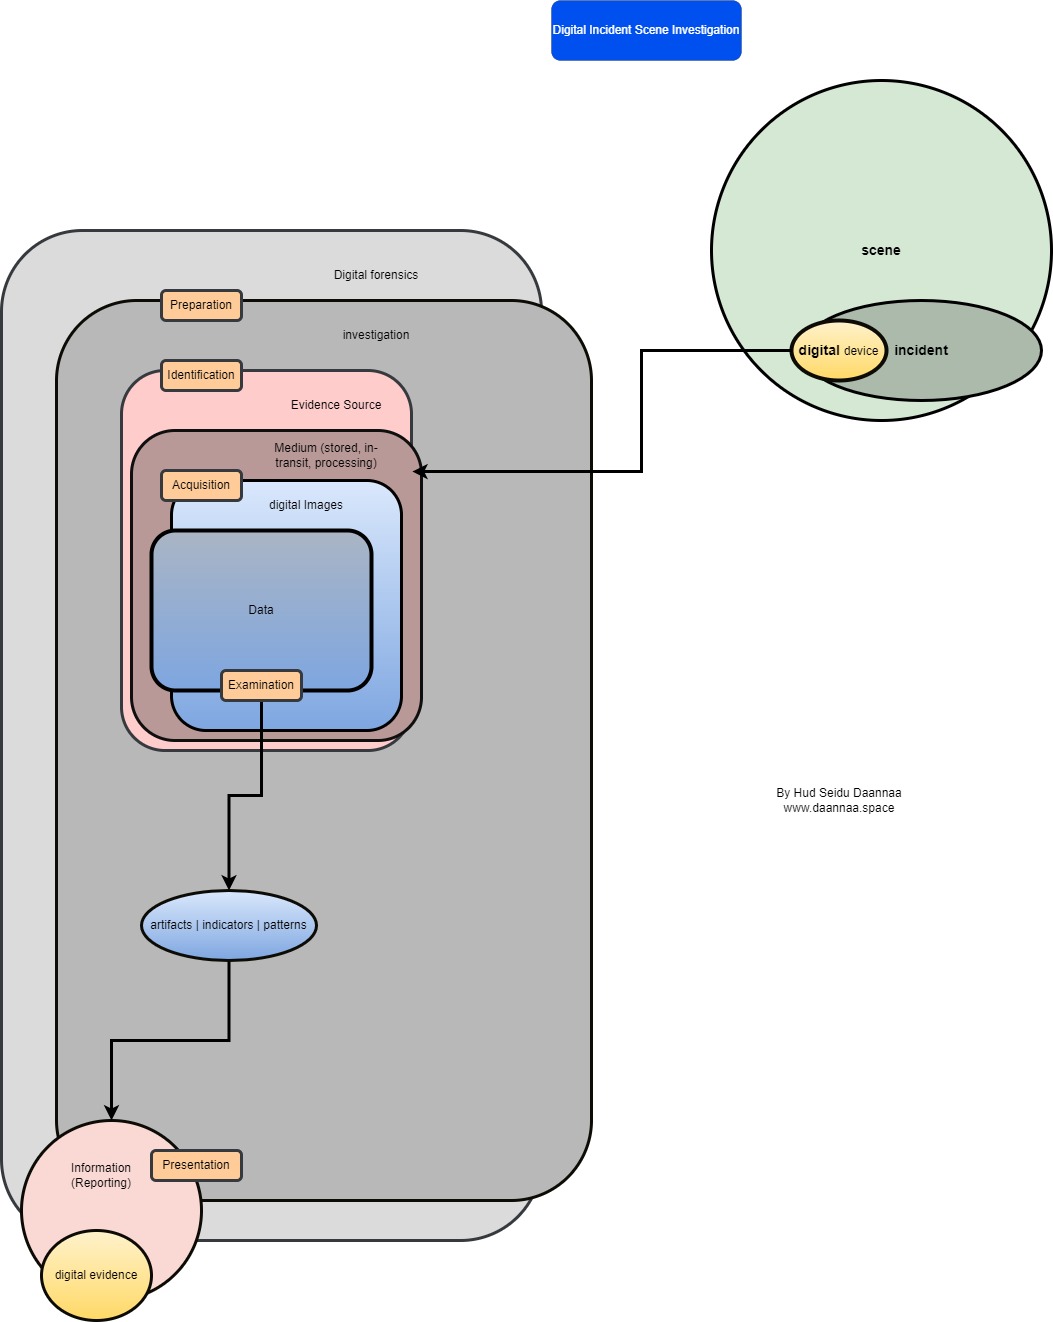 Digital Incident Scene Investigation
scene
digital device
incident
Digital forensics
Preparation
investigation
Identification
Evidence Source
Medium (stored, in-
transit, processing)
Acquisition
digital Images
Data
Examination
By Hud Seidu Daannaa
www.daannaa.space
artifacts | indicators | patterns
Information
(Reporting)
Presentation
digital evidence